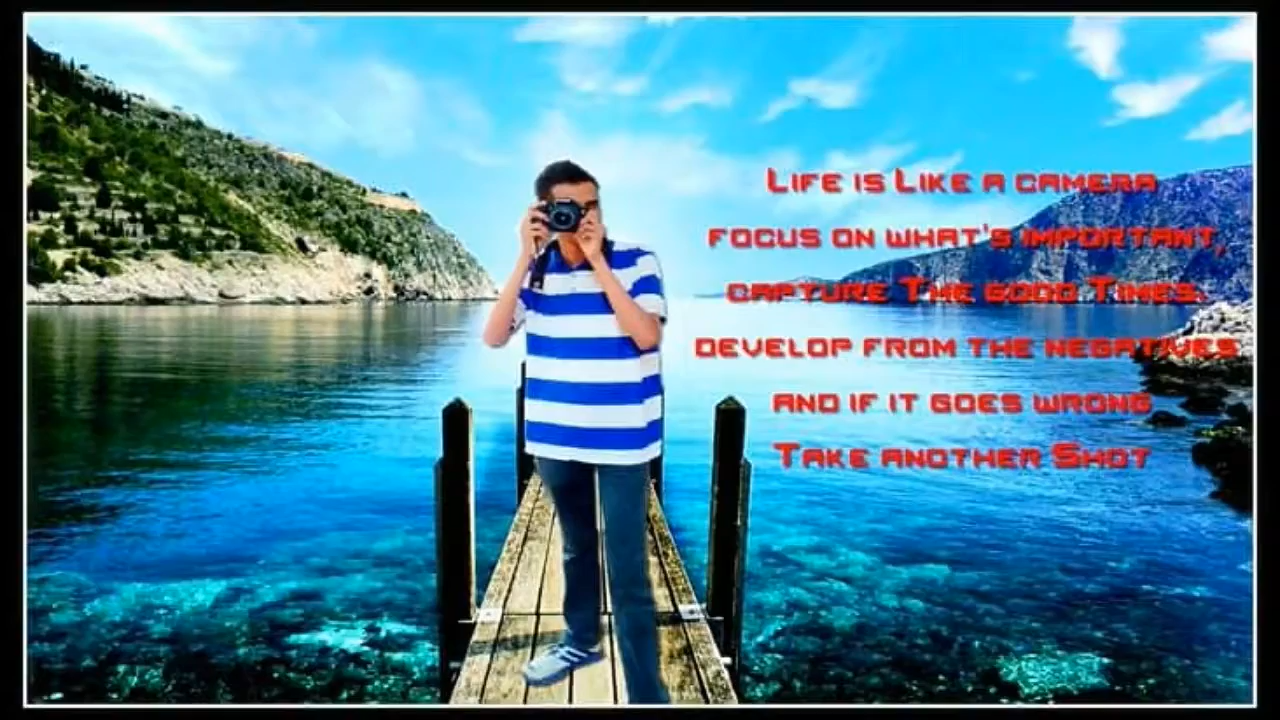 Life is Like a camera
focus on what's important,
capture The good Times.
develop from the negatives
and if it goes wrong
Take another Shot